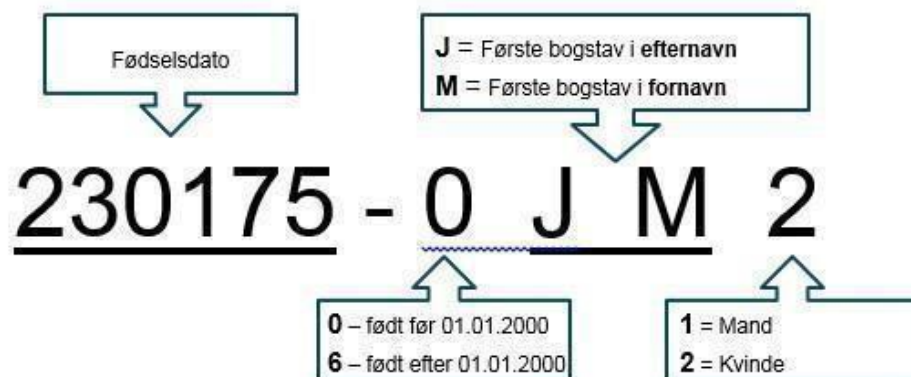 Fødselsdato
J = Første bogstav i efternavn
M = Første bogstav i fornavn
230175 - 0 J M 2
0 – født før 01.01.2000
6 – født efter 01.01.2000
1 = Mand
2 = Kvinde